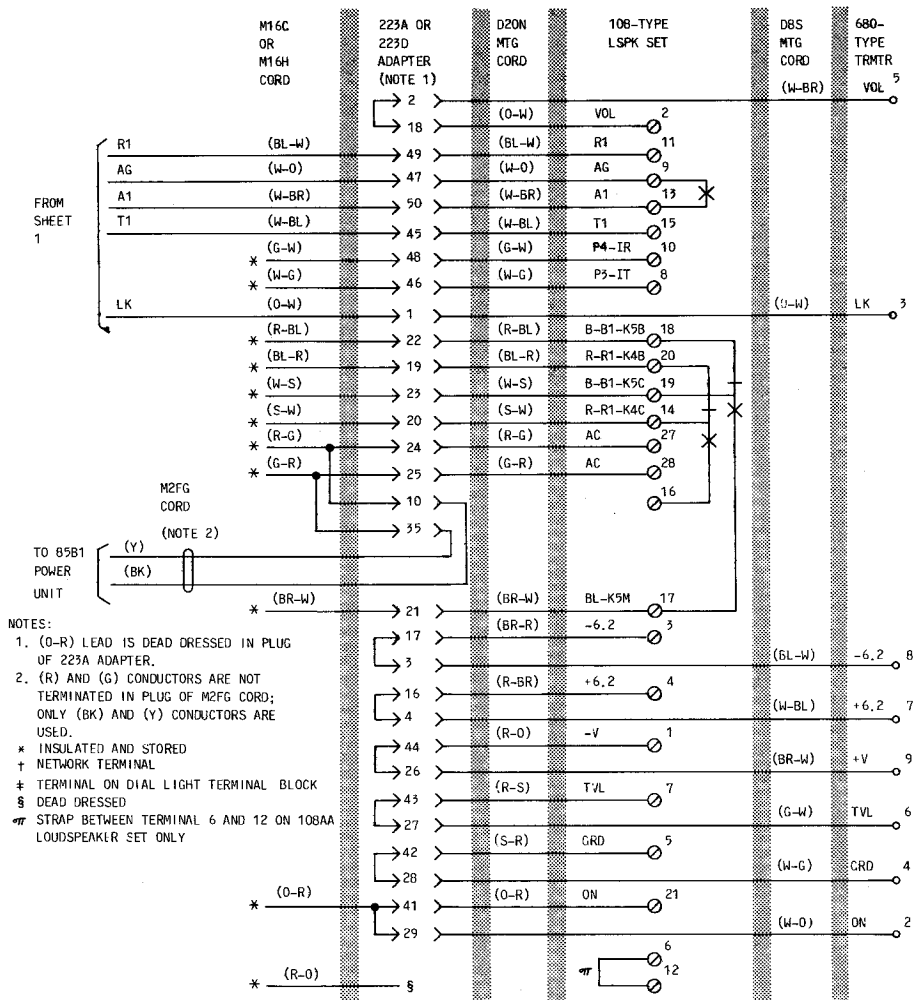 M16C OR M16H CORD
223A OR 223D ADAPTER (NOTE 1)
D20N MTG CORD
108-TYPE LSPK SET
D8S MTG CORD
680-TYPE TRMTR
2 (W-BR) VOL 5
18 (O-W) VOL 2
FROM SHEET 1
R1 (BL-W) 49 (BL-W) R1 11
AG (W-O) 47 (W-O) AG 9
A1 (W-BR) 50 (W-BR) A1 13
T1 (W-BL) 45 (W-BL) T1 15
* (G-W) 48 (G-W) P4-IR 10
* (W-G) 46 (W-G) P3-IT 8
LK (O-W) 1 (O-W) LK 3
* (R-BL) 22 (R-BL) B-B1-K5B 18
* (BL-R) 19 (BL-R) R-R1-K4B 20
* (W-S) 23 (W-S) B-B1-K5C 19
* (S-W) 20 (S-W) R-R1-K4C 14
* (R-G) 24 (R-G) AC 27
* (G-R) 25 (G-R) AC 28
10 16
35
M2FG CORD
(NOTE 2)
TO 85B1 POWER UNIT
(Y)
(BK)
* (BR-W) 21 (BR-W) BL-K5M 17
17 (BR-R) -6.2 3
3 (BL-W) -6.2 8
16 (R-BR) +6.2 4
4 (W-BL) +6.2 7
44 (R-O) -V 1
26 (BR-W) +V 9
43 (R-S) TVL 7
27 (G-W) TVL 6
42 (S-R) GRD 5
28 (W-G) GRD 4
* (O-R) 41 (O-R) ON 21
29 (W-O) ON 2
6
12
* (R-O) §
NOTES:
1. (O-R) LEAD IS DEAD DRESSED IN PLUG
OF 223A ADAPTER.
2. (R) AND (G) CONDUCTORS ARE NOT
TERMINATED IN PLUG OF M2FG CORD;
ONLY (BK) AND (Y) CONDUCTORS ARE
USED.
* INSULATED AND STORED
† NETWORK TERMINAL
‡ TERMINAL ON DIAL LIGHT TERMINAL BLOCK
§ DEAD DRESSED
STRAP BETWEEN TERMINAL 6 AND 12 ON 108AA
LOUDSPEAKER SET ONLY